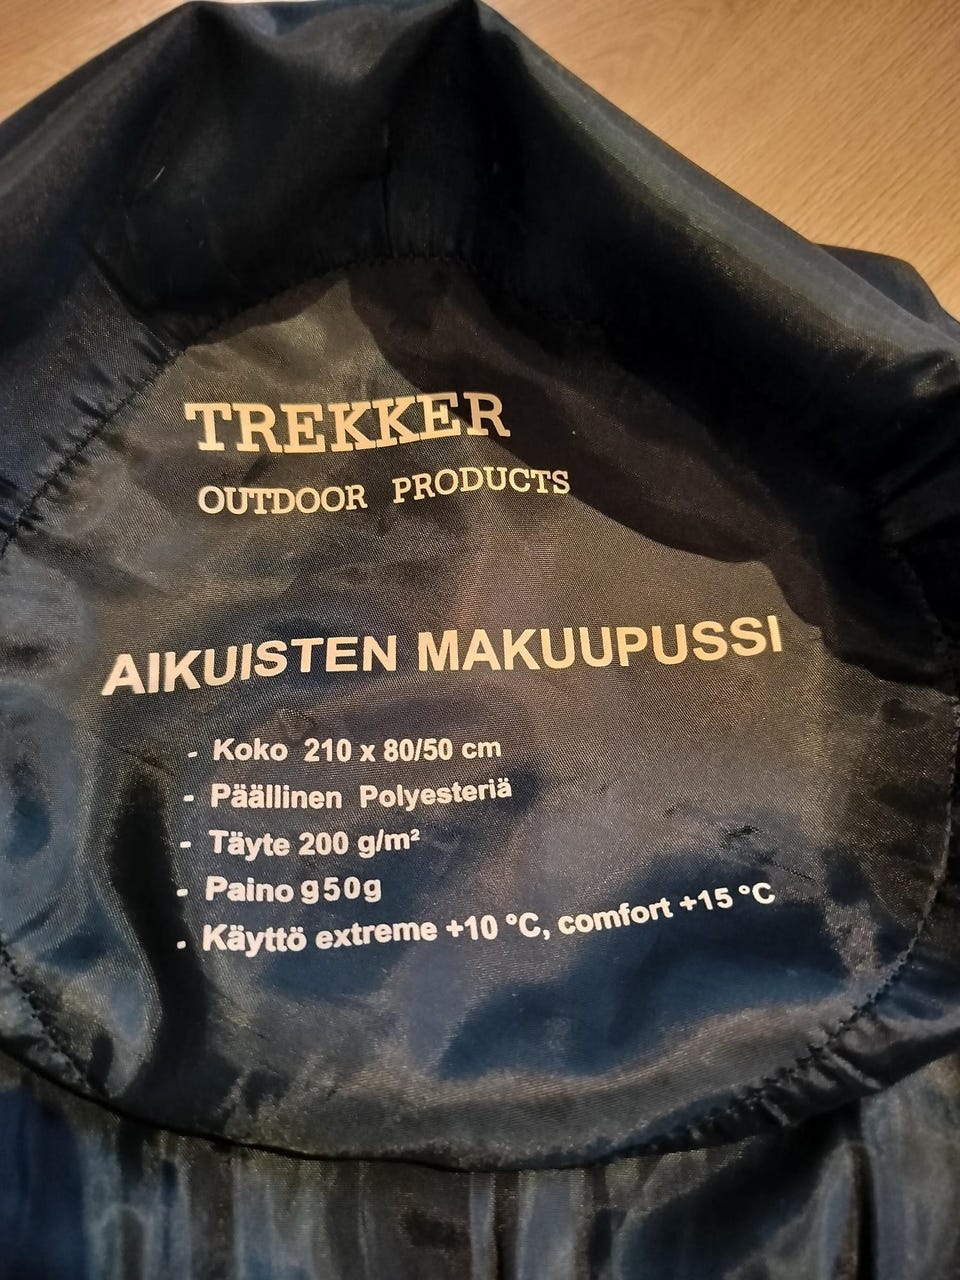 TREKKER
OUTDOOR PRODUCTS
AIKUISTEN MAKUUPUSSI
- Koko 210 x 80/50 cm
- Päällinen Polyesteriä
- Täyte 200 g/m²
- Paino g50g
- Käyttö extreme +10 °C, comfort +15 °C